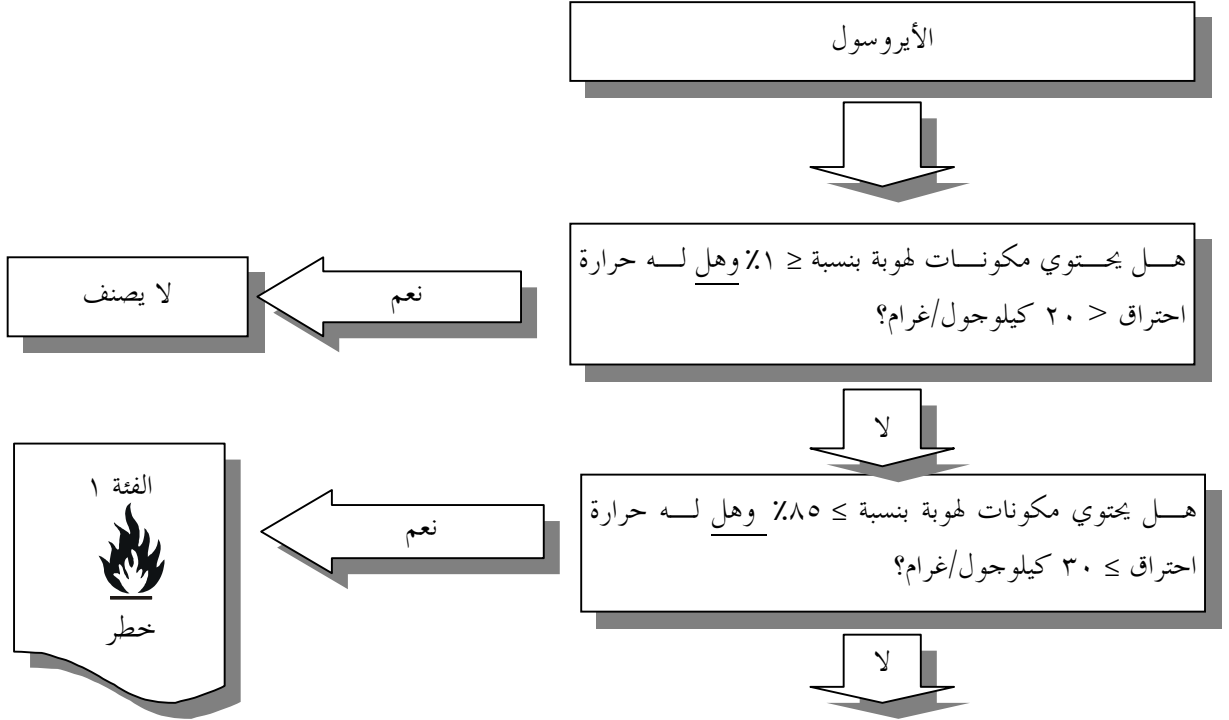 الأيروسول
هل يحتوي مكونات لهوبة بنسبة ≥ ١٪ وهل له حرارة
احتراق < ٢٠ كيلوجول/غرام؟
نعم
لا يصنف
لا
هل يحتوي مكونات لهوبة بنسبة ≤ ٨٥٪ وهل له حرارة
احتراق ≤ ٣٠ كيلوجول/غرام؟
نعم
الفئة ١
خطر
لا